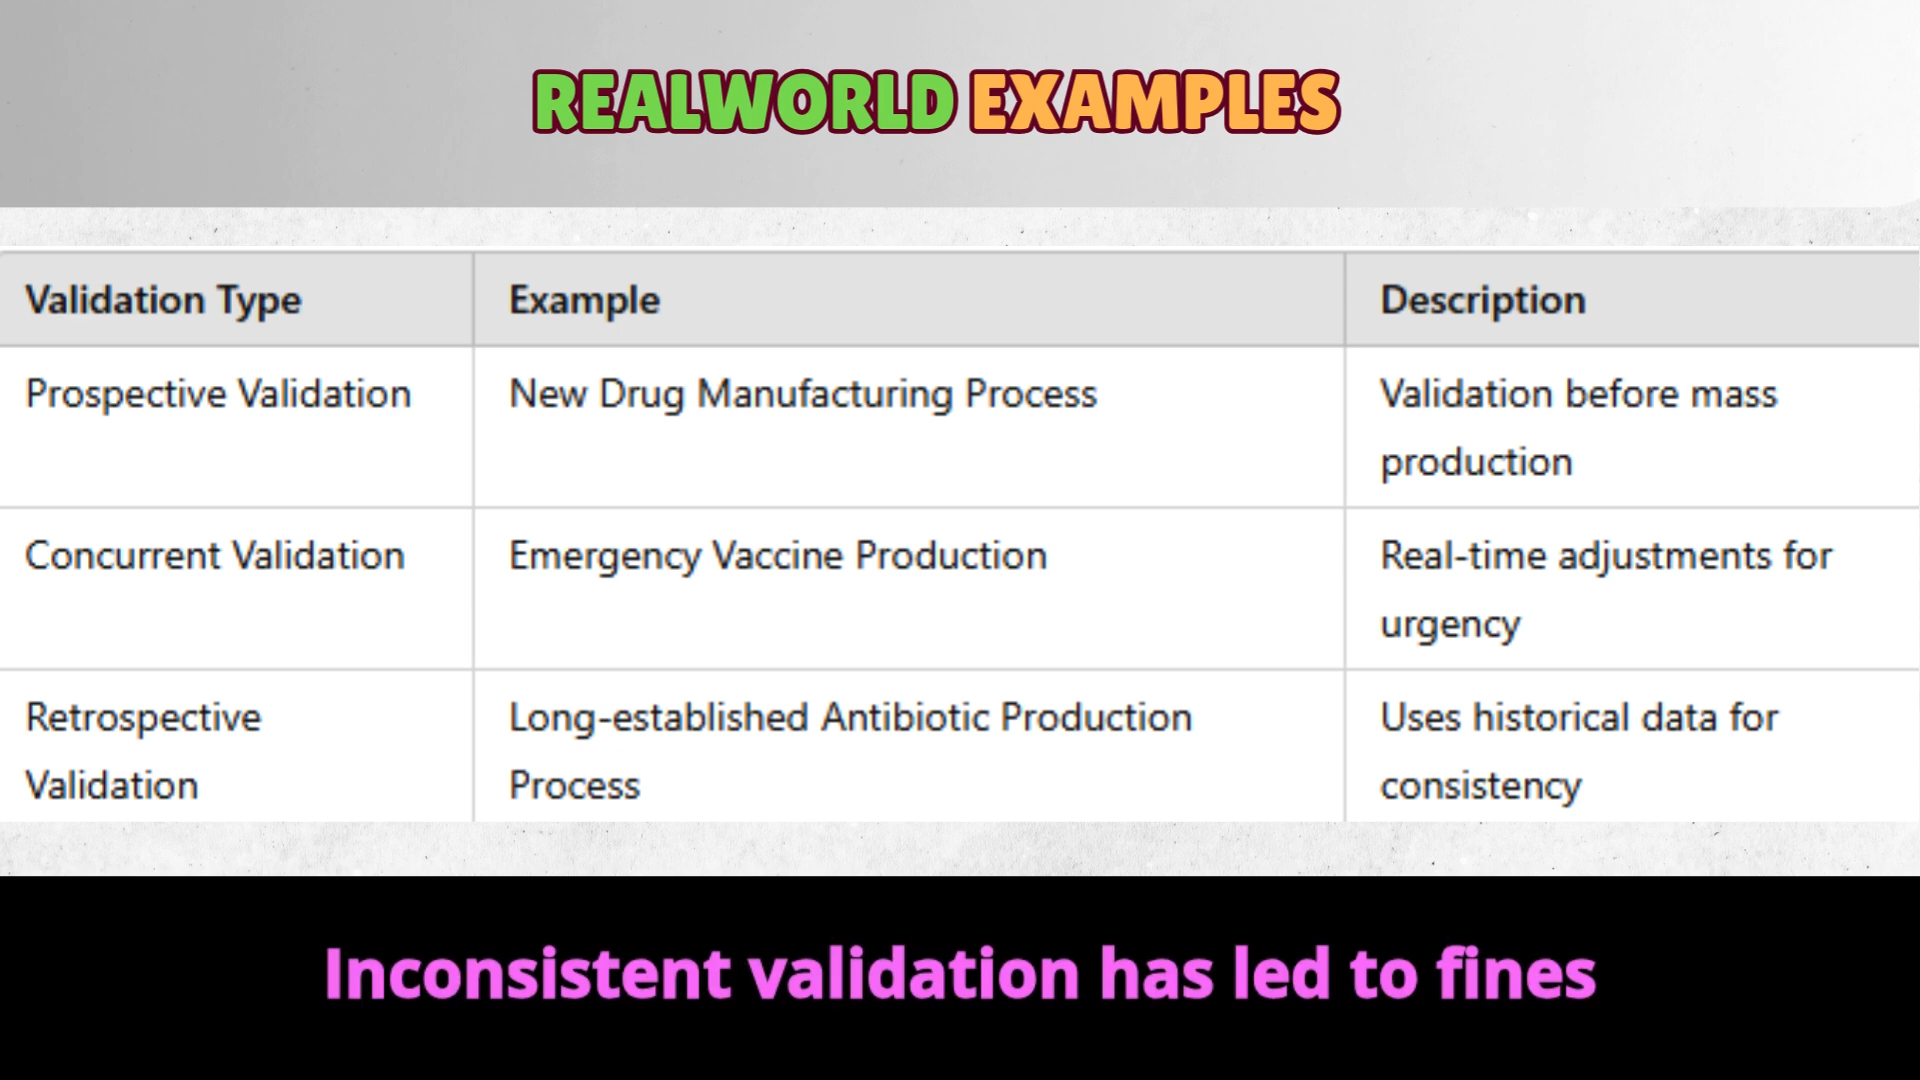 REALWORLD EXAMPLES
Validation Type
Example
Description
Prospective Validation
New Drug Manufacturing Process
Validation before mass
production
Concurrent Validation
Emergency Vaccine Production
Real-time adjustments for
urgency
Retrospective
Validation
Long-established Antibiotic Production
Process
Uses historical data for
consistency
Inconsistent validation has led to fines